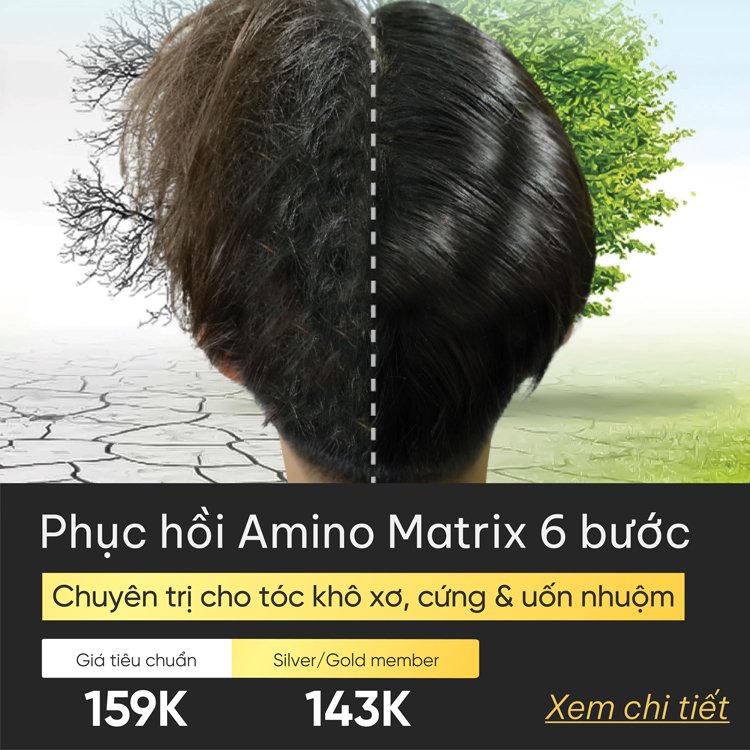 Phục hồi Amino Matrix 6 bước
Chuyên trị cho tóc khô xơ, cứng & uốn nhuộm
Giá tiêu chuẩn
Silver/Gold member
159K
143K
Xem chi tiết